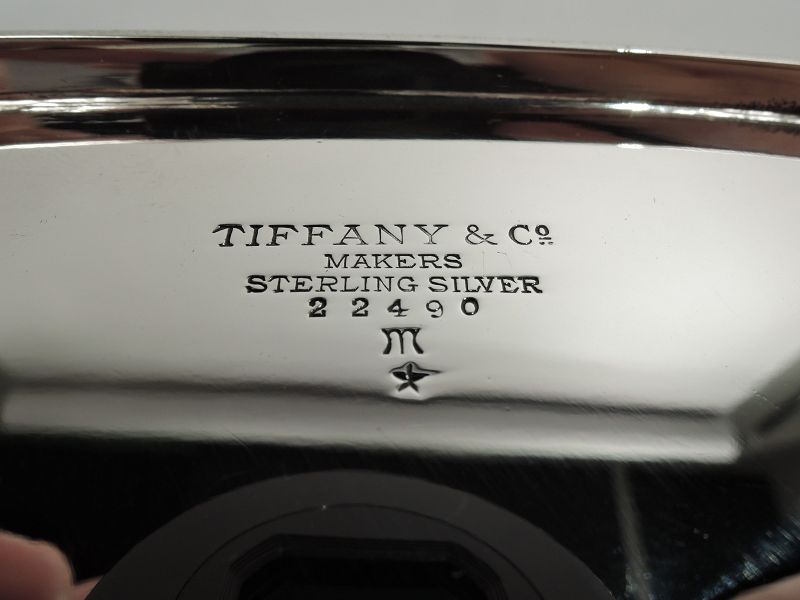 TIFFANY & Co.
MAKERS
STERLING SILVER
22490
m